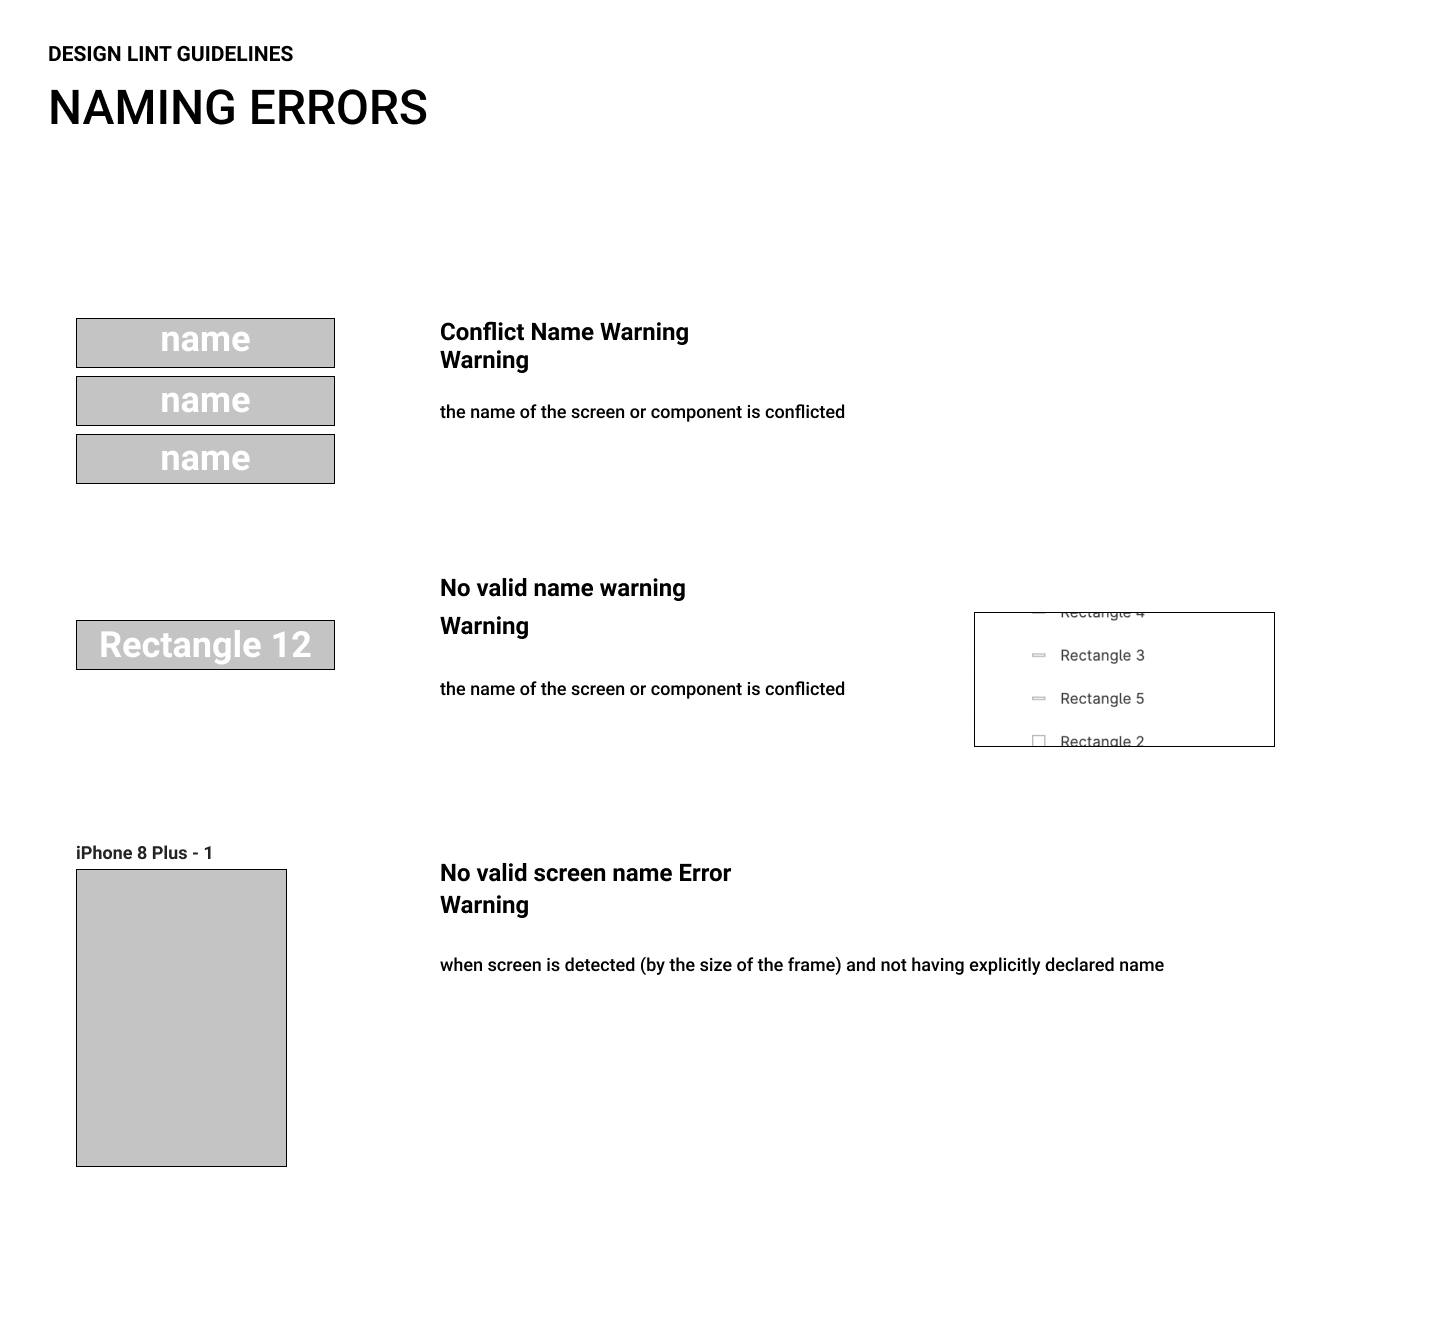 DESIGN LINT GUIDELINES
NAMING ERRORS
name
name
name
Conflict Name Warning
Warning
the name of the screen or component is conflicted
Rectangle 12
No valid name warning
Warning
the name of the screen or component is conflicted
Rectangle 4
Rectangle 3
Rectangle 5
Rectangle 2
iPhone 8 Plus - 1
No valid screen name Error
Warning
when screen is detected (by the size of the frame) and not having explicitly declared name